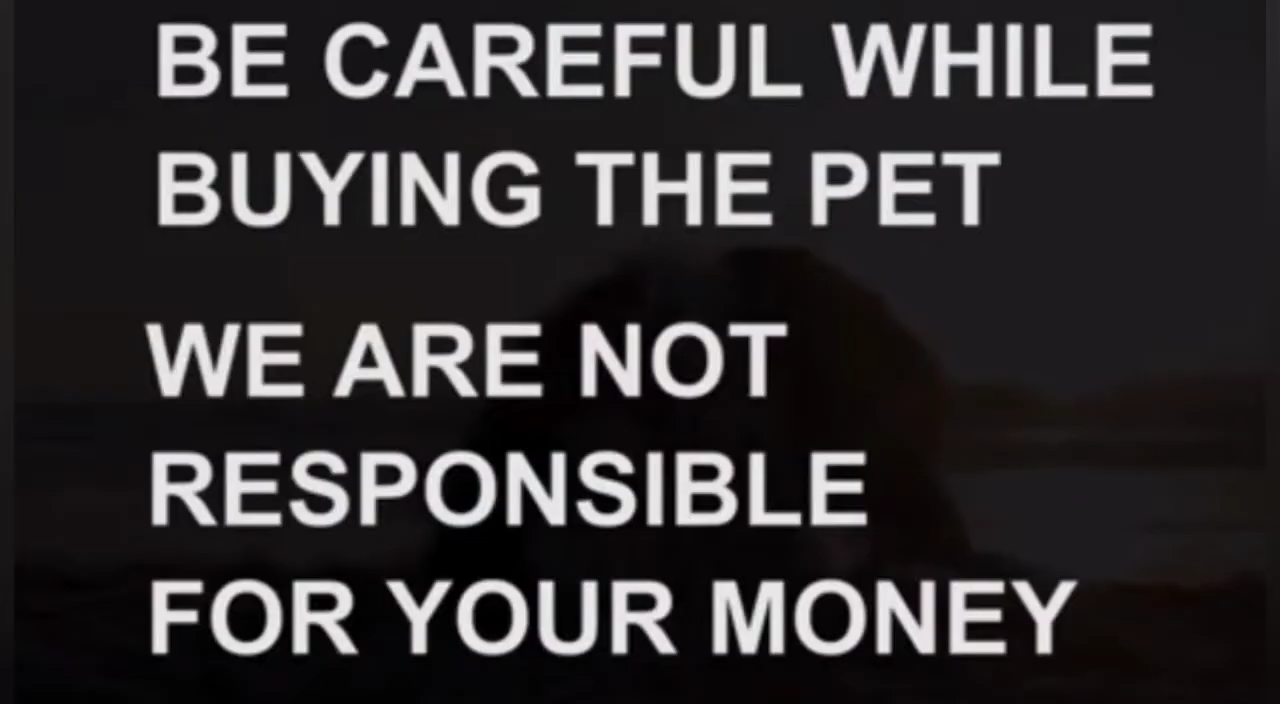 BE CAREFUL WHILE
BUYING THE PET
WE ARE NOT
RESPONSIBLE
FOR YOUR MONEY